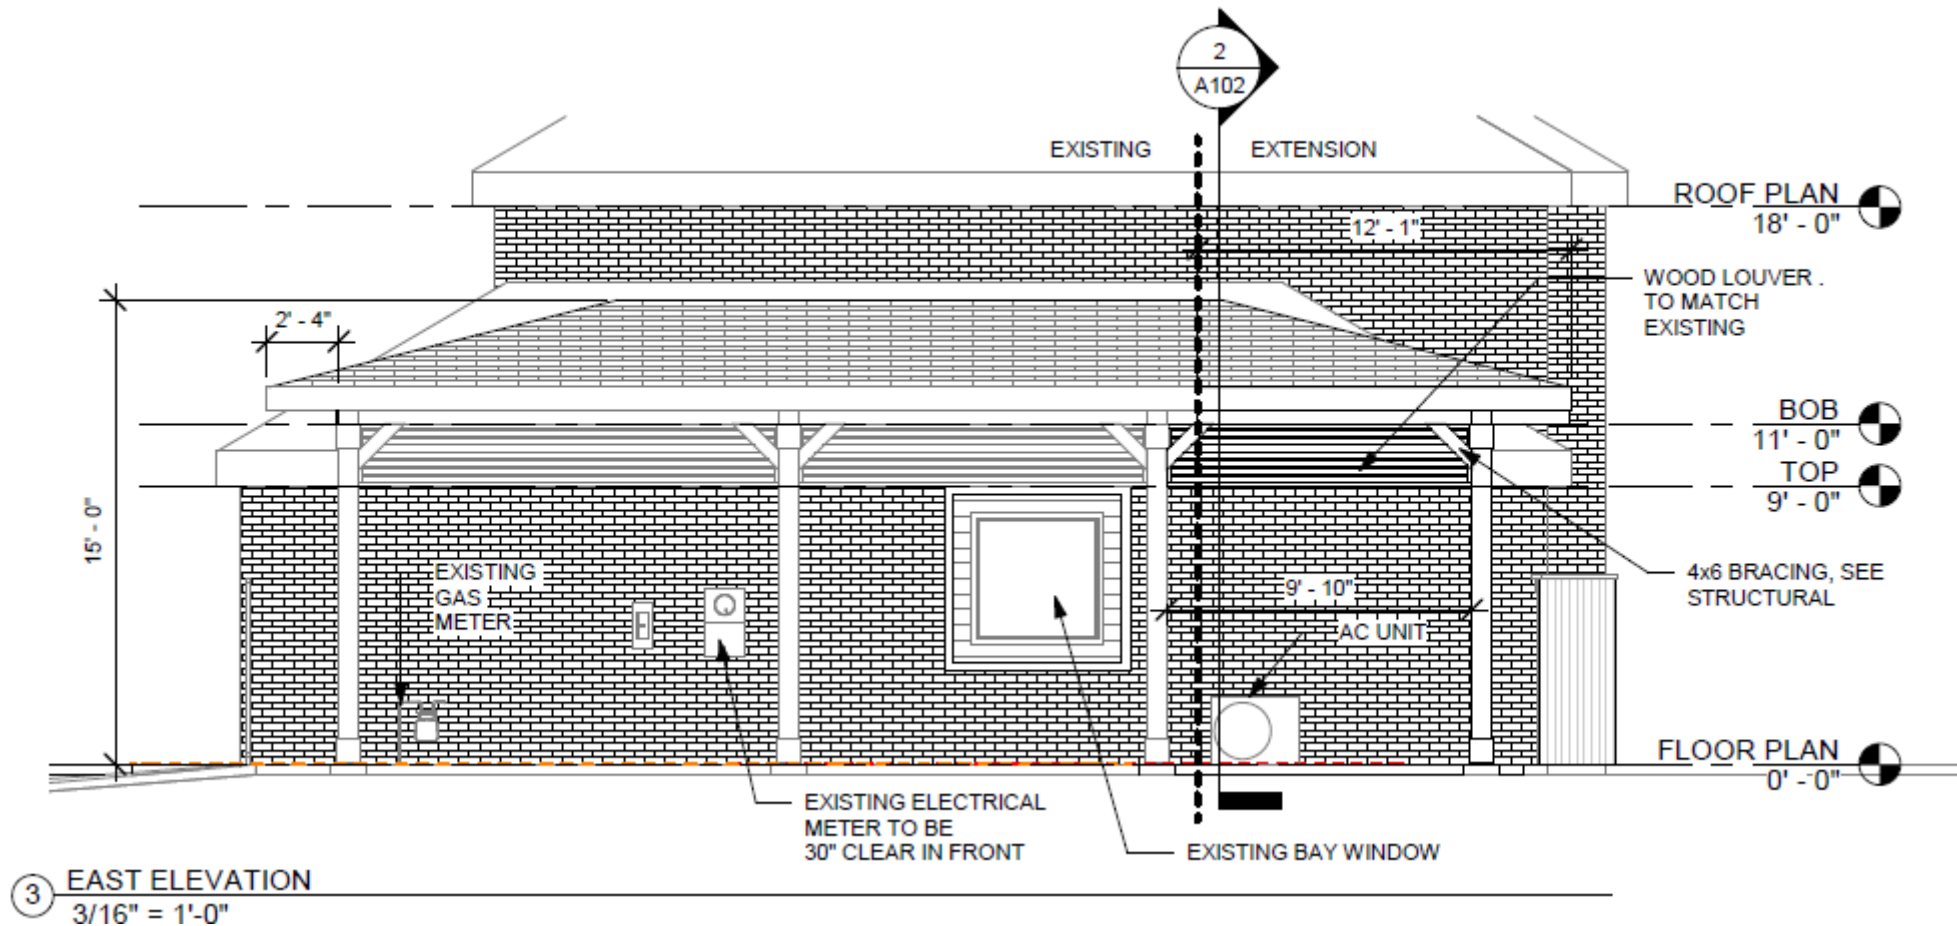 2
A102
EXISTING
EXTENSION
ROOF PLAN
18' - 0"
12' - 1"
WOOD LOUVER .
TO MATCH
EXISTING
2' - 4"
BOB
11' - 0"
TOP
9' - 0"
15' - 0"
EXISTING
GAS
METER
9' - 10"
AC UNIT
4x6 BRACING, SEE
STRUCTURAL
FLOOR PLAN
0' - 0"
EXISTING ELECTRICAL
METER TO BE
30" CLEAR IN FRONT
EXISTING BAY WINDOW
3
EAST ELEVATION
3/16" = 1'-0"